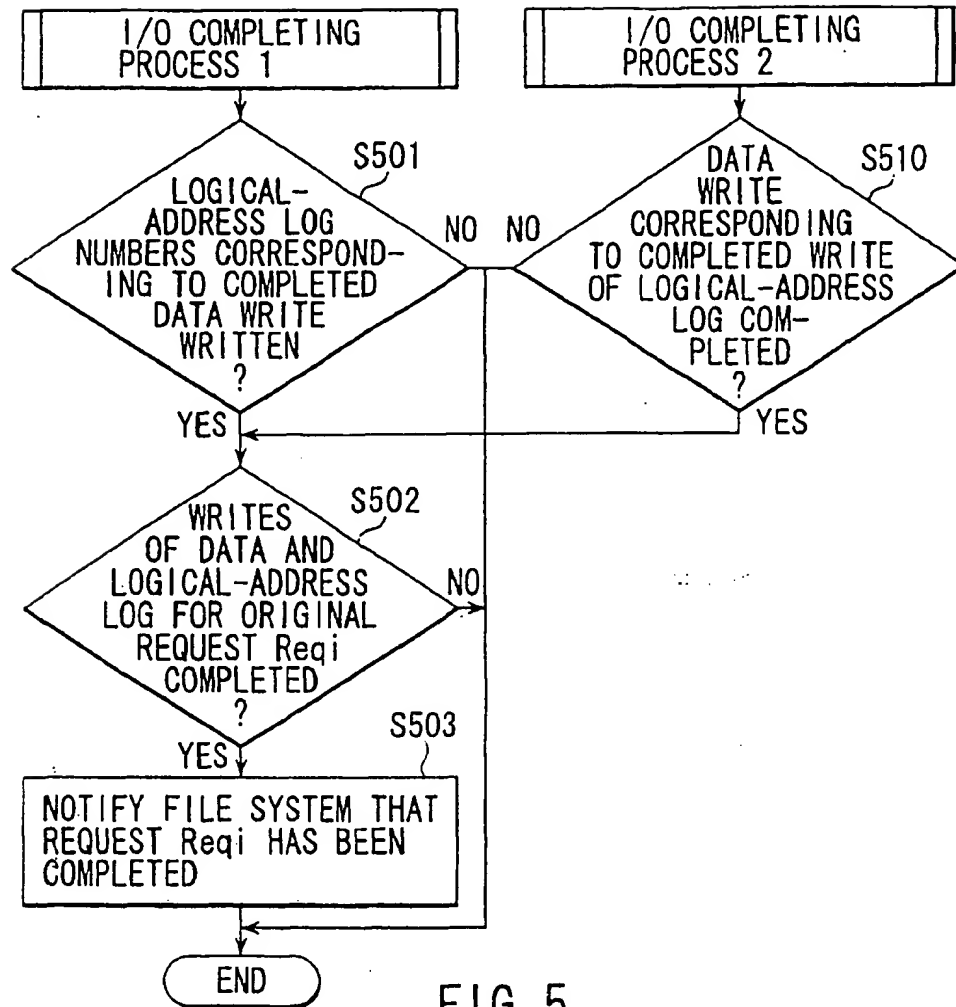 I/O COMPLETING
PROCESS 1
I/O COMPLETING
PROCESS 2
S501
LOGICAL-
ADDRESS LOG
NUMBERS CORRESPOND-
ING TO COMPLETED
DATA WRITE
WRITTEN
?
NO
YES
S510
DATA
WRITE
CORRESPONDING
TO COMPLETED WRITE
OF LOGICAL-ADDRESS
LOG COM-
PLETED
?
NO
YES
S502
WRITES
OF DATA AND
LOGICAL-ADDRESS
LOG FOR ORIGINAL
REQUEST Reqi
COMPLETED
?
NO
YES
S503
NOTIFY FILE SYSTEM THAT
REQUEST Reqi HAS BEEN
COMPLETED
END
FIG. 5